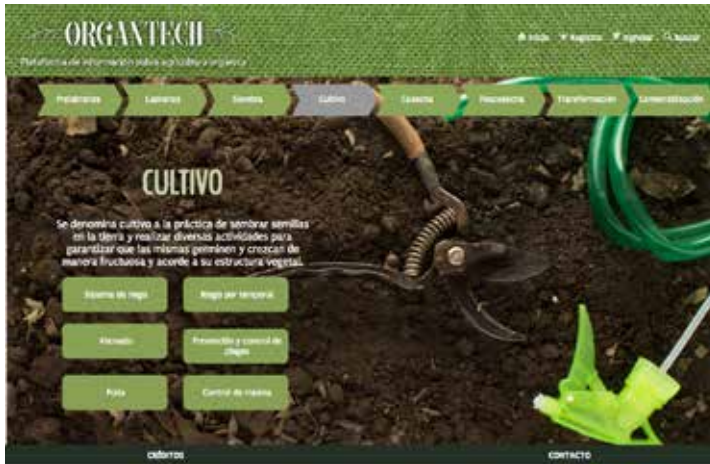 ORGANTECH
Plataforma de información sobre agricultura orgánica
Inicio Registro Ingresar Buscar
Siembra Cultivo Cosecha Transformación Comercialización
CULTIVO
Se denomina cultivo a la práctica de sembrar semillas
en la tierra y realizar diversas actividades para
garantizar que las mismas germinen y crezcan de
manera fructuosa y acorde a su estructura vegetal.
Sistema de riego Riego por temporal
Abonado Prevención y control de
plagas
Poda Control de maleza
CRÉDITOS CONTACTO